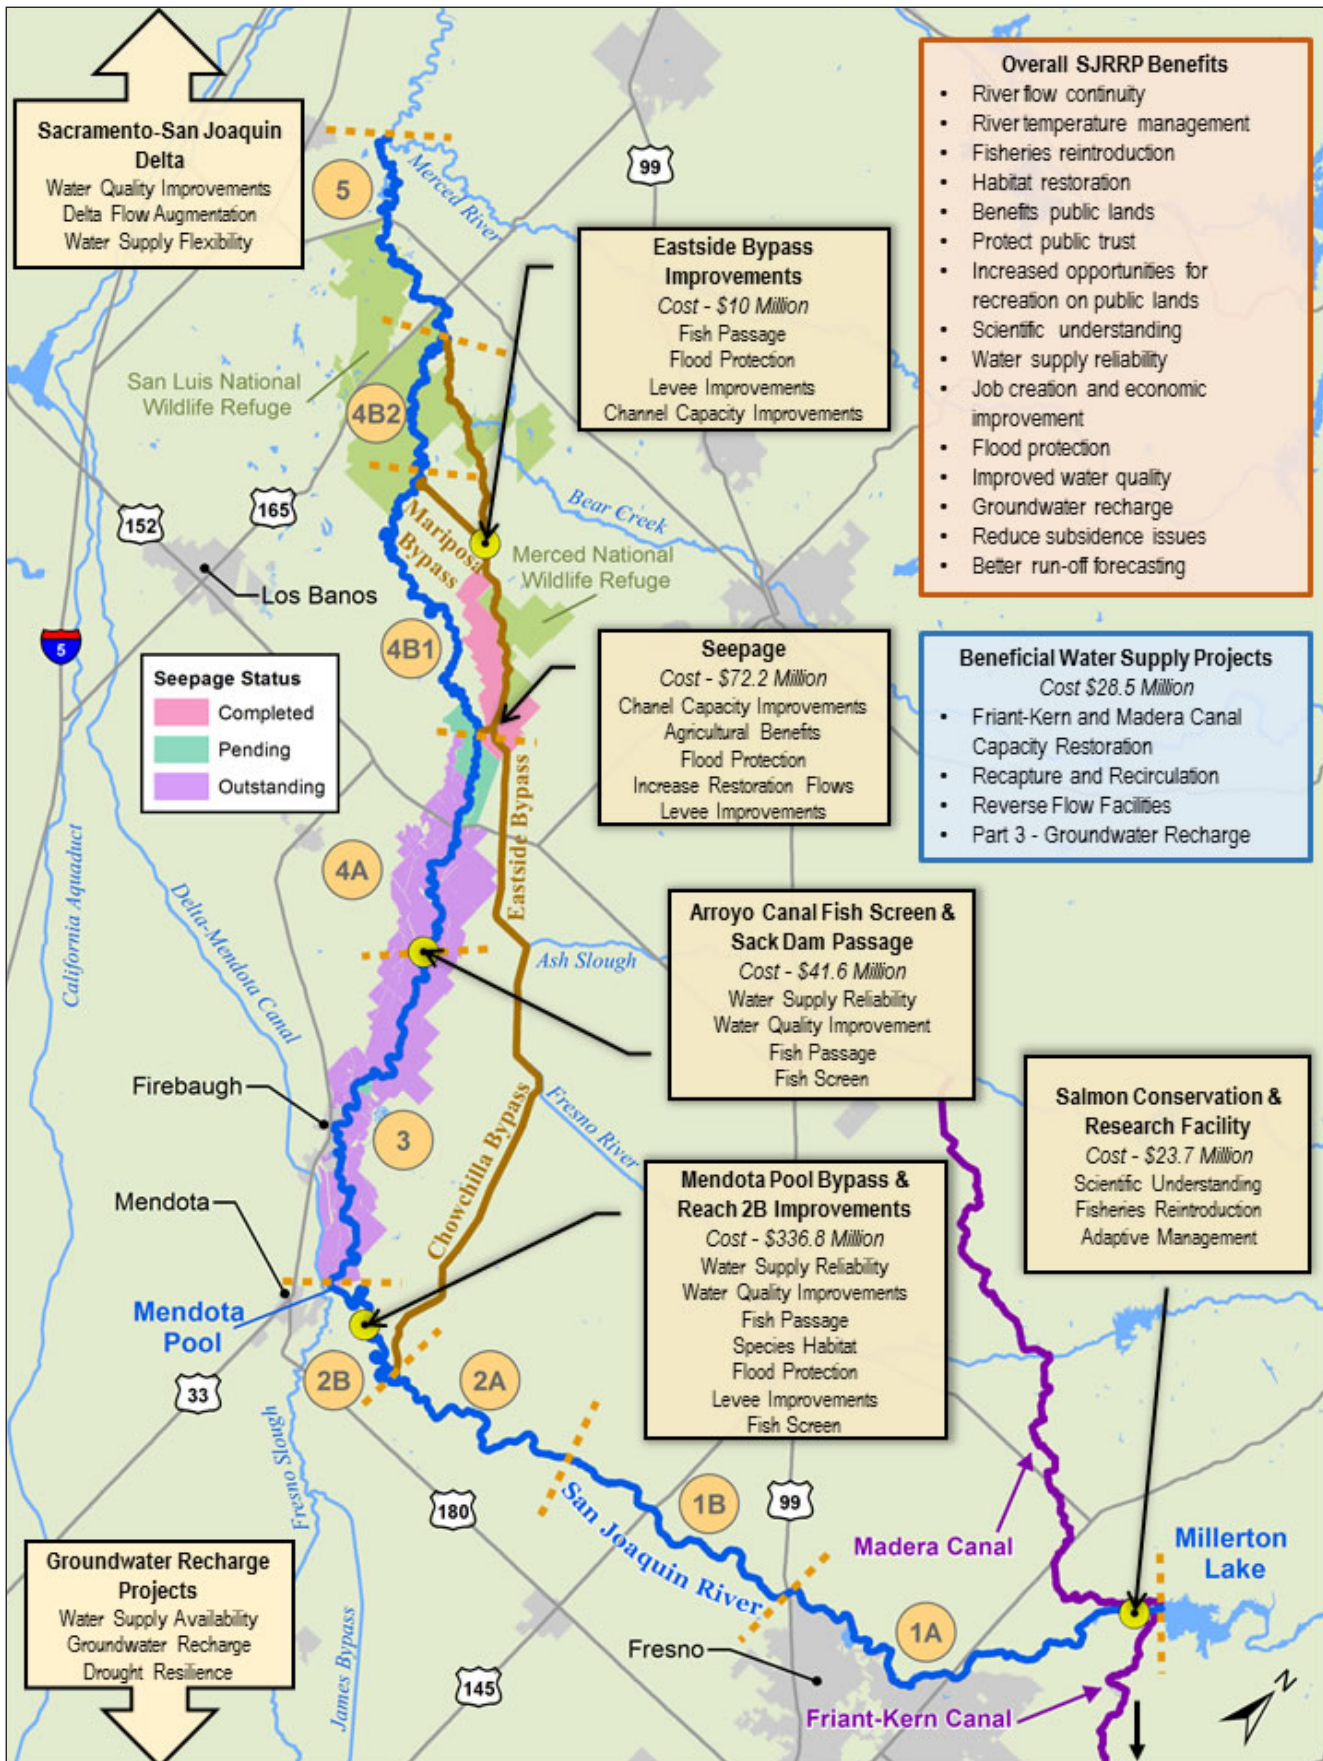 Sacramento-San Joaquin
Delta
Water Quality Improvements
Delta Flow Augmentation
Water Supply Flexibility
Overall SJRRP Benefits
• River flow continuity
• River temperature management
• Fisheries reintroduction
• Habitat restoration
• Benefits public lands
• Protect public trust
• Increased opportunities for
recreation on public lands
• Scientific understanding
• Water supply reliability
• Job creation and economic
improvement
• Flood protection
• Improved water quality
• Groundwater recharge
• Reduce subsidence issues
• Better run-off forecasting
5
Merced River
99
Eastside Bypass
Improvements
Cost - $10 Million
Fish Passage
Flood Protection
Levee Improvements
Channel Capacity Improvements
San Luis National
Wildlife Refuge
4B2
165
152
Los Banos
Mariposa
Bypass
Bear Creek
Merced National
Wildlife Refuge
4B1
5
Seepage Status
Completed
Pending
Outstanding
Seepage
Cost - $72.2 Million
Chanel Capacity Improvements
Agricultural Benefits
Flood Protection
Increase Restoration Flows
Levee Improvements
Beneficial Water Supply Projects
Cost $28.5 Million
• Friant-Kern and Madera Canal
Capacity Restoration
• Recapture and Recirculation
• Reverse Flow Facilities
• Part 3 - Groundwater Recharge
California Aquaduct
Delta-Mendota Canal
4A
Eastside Bypass
Ash Slough
Arroyo Canal Fish Screen &
Sack Dam Passage
Cost - $41.6 Million
Water Supply Reliability
Water Quality Improvement
Fish Passage
Fish Screen
Firebaugh
3
Chowchilla Bypass
Fresno River
Salmon Conservation &
Research Facility
Cost - $23.7 Million
Scientific Understanding
Fisheries Reintroduction
Adaptive Management
Mendota
Mendota
Pool
Mendota Pool Bypass &
Reach 2B Improvements
Cost - $336.8 Million
Water Supply Reliability
Water Quality Improvements
Fish Passage
Species Habitat
Flood Protection
Levee Improvements
Fish Screen
33
2B
2A
Fresno Slough
180
San Joaquin River
1B
99
Madera Canal
Millerton
Lake
Groundwater Recharge
Projects
Water Supply Availability
Groundwater Recharge
Drought Resilience
James Bypass
145
Fresno
1A
Friant-Kern Canal
N